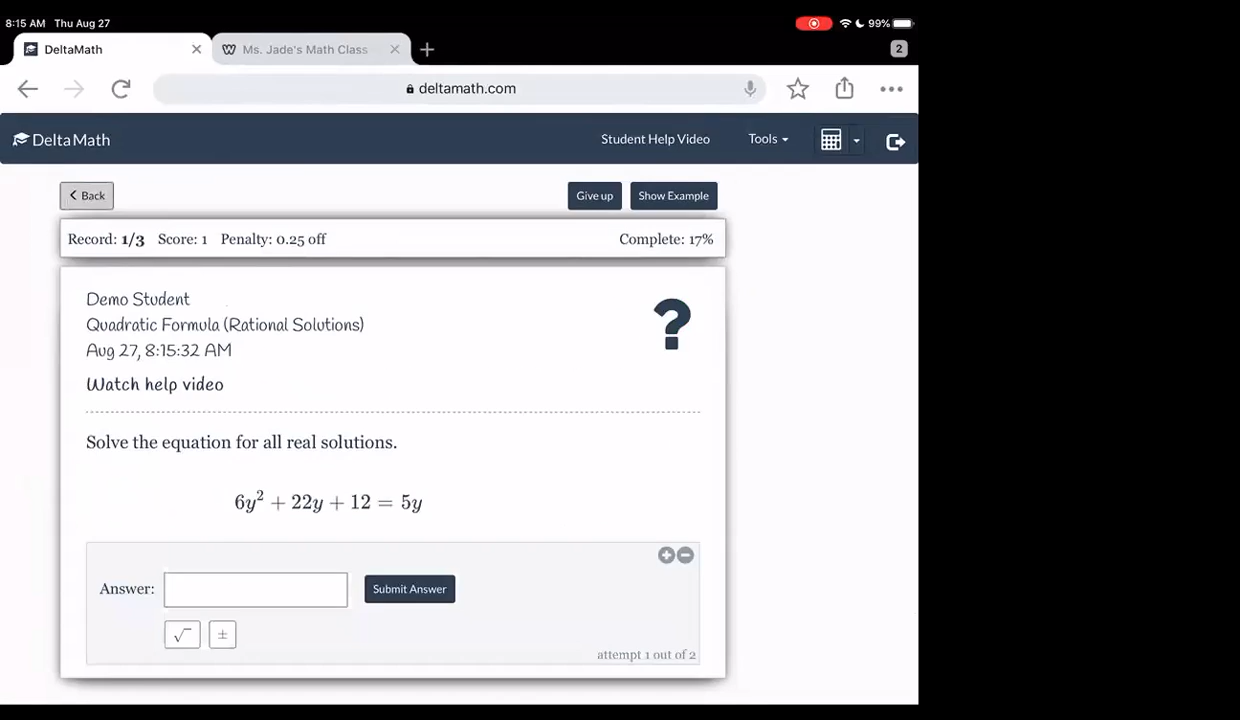 8:15 AM Thu Aug 27
99%
DeltaMath
Ms. Jade's Math Class
2
deltamath.com
DeltaMath
Student Help Video
Tools
Back
Give up
Show Example
Record: 1/3 Score: 1 Penalty: 0.25 off
Complete: 17%
Demo Student
Quadratic Formula (Rational Solutions)
Aug 27, 8:15:32 AM
Watch help video
?
Solve the equation for all real solutions.
6y² + 22y + 12 = 5y
Answer:
Submit Answer
√ ±
attempt 1 out of 2